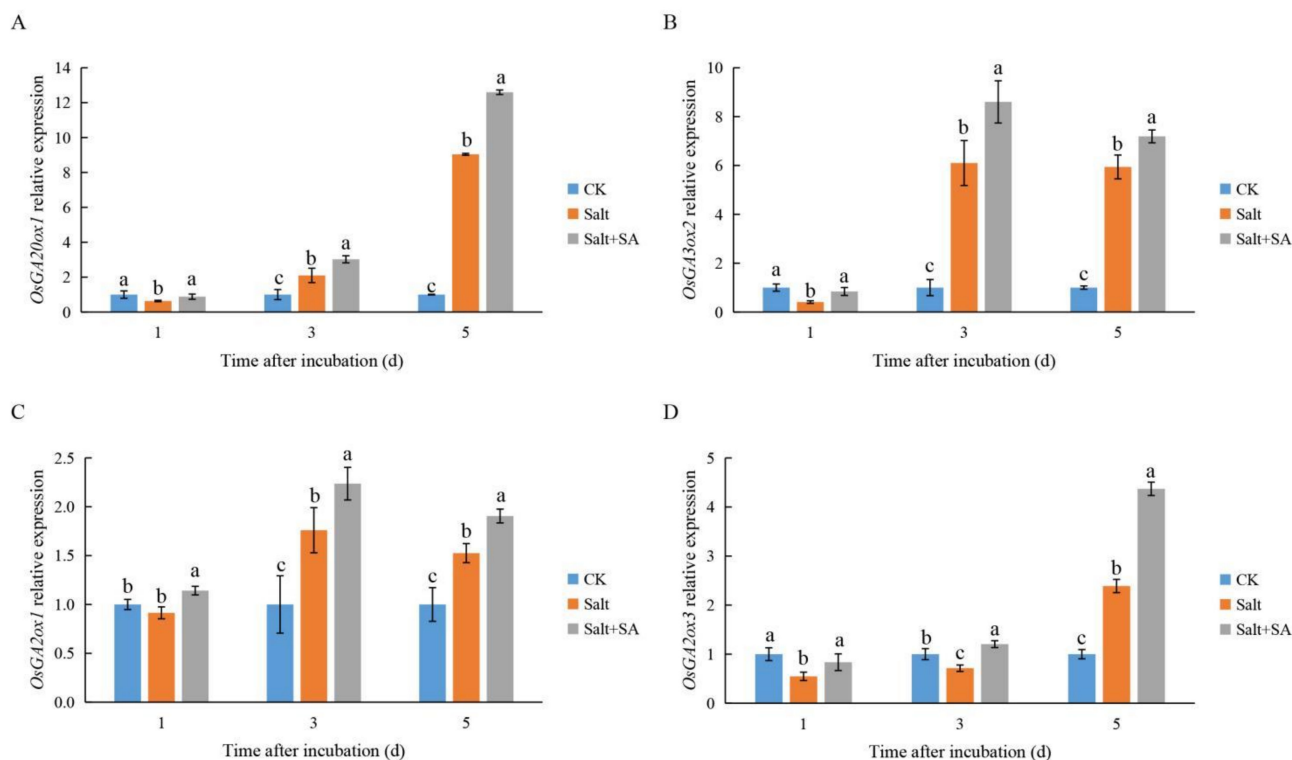 A
OsGA20ox1 relative expression
14
12
10
8
6
4
2
0
a
b
a
c
b
a
c
b
a
1
3
5
Time after incubation (d)
CK
Salt
Salt+SA
B
OsGA3ox2 relative expression
10
8
6
4
2
0
a
b
a
c
b
a
c
b
a
1
3
5
Time after incubation (d)
CK
Salt
Salt+SA
C
OsGA2ox1 relative expression
2.5
2.0
1.5
1.0
0.5
0.0
b
b
a
c
b
a
c
b
a
1
3
5
Time after incubation (d)
CK
Salt
Salt+SA
D
OsGA2ox3 relative expression
5
4
3
2
1
0
a
b
a
b
c
a
c
b
a
1
3
5
Time after incubation (d)
CK
Salt
Salt+SA